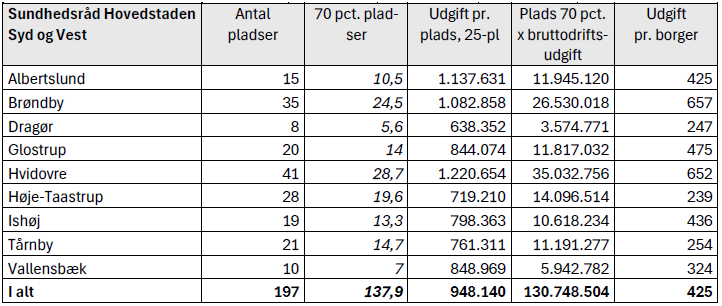 Sundhedsråd Hovedstaden Syd og Vest | Antal pladser | 70 pct. plad-ser | Udgift pr. plads, 25-pl | Plads 70 pct. x bruttodrifts-udgift | Udgift pr. borger
Albertslund 15 10,5 1.137.631 11.945.120 425
Brøndby 35 24,5 1.082.858 26.530.018 657
Dragør 8 5,6 638.352 3.574.771 247
Glostrup 20 14 844.074 11.817.032 475
Hvidovre 41 28,7 1.220.654 35.032.756 652
Høje-Taastrup 28 19,6 719.210 14.096.514 239
Ishøj 19 13,3 798.363 10.618.234 436
Tårnby 21 14,7 761.311 11.191.277 254
Vallensbæk 10 7 848.969 5.942.782 324
I alt 197 137,9 948.140 130.748.504 425